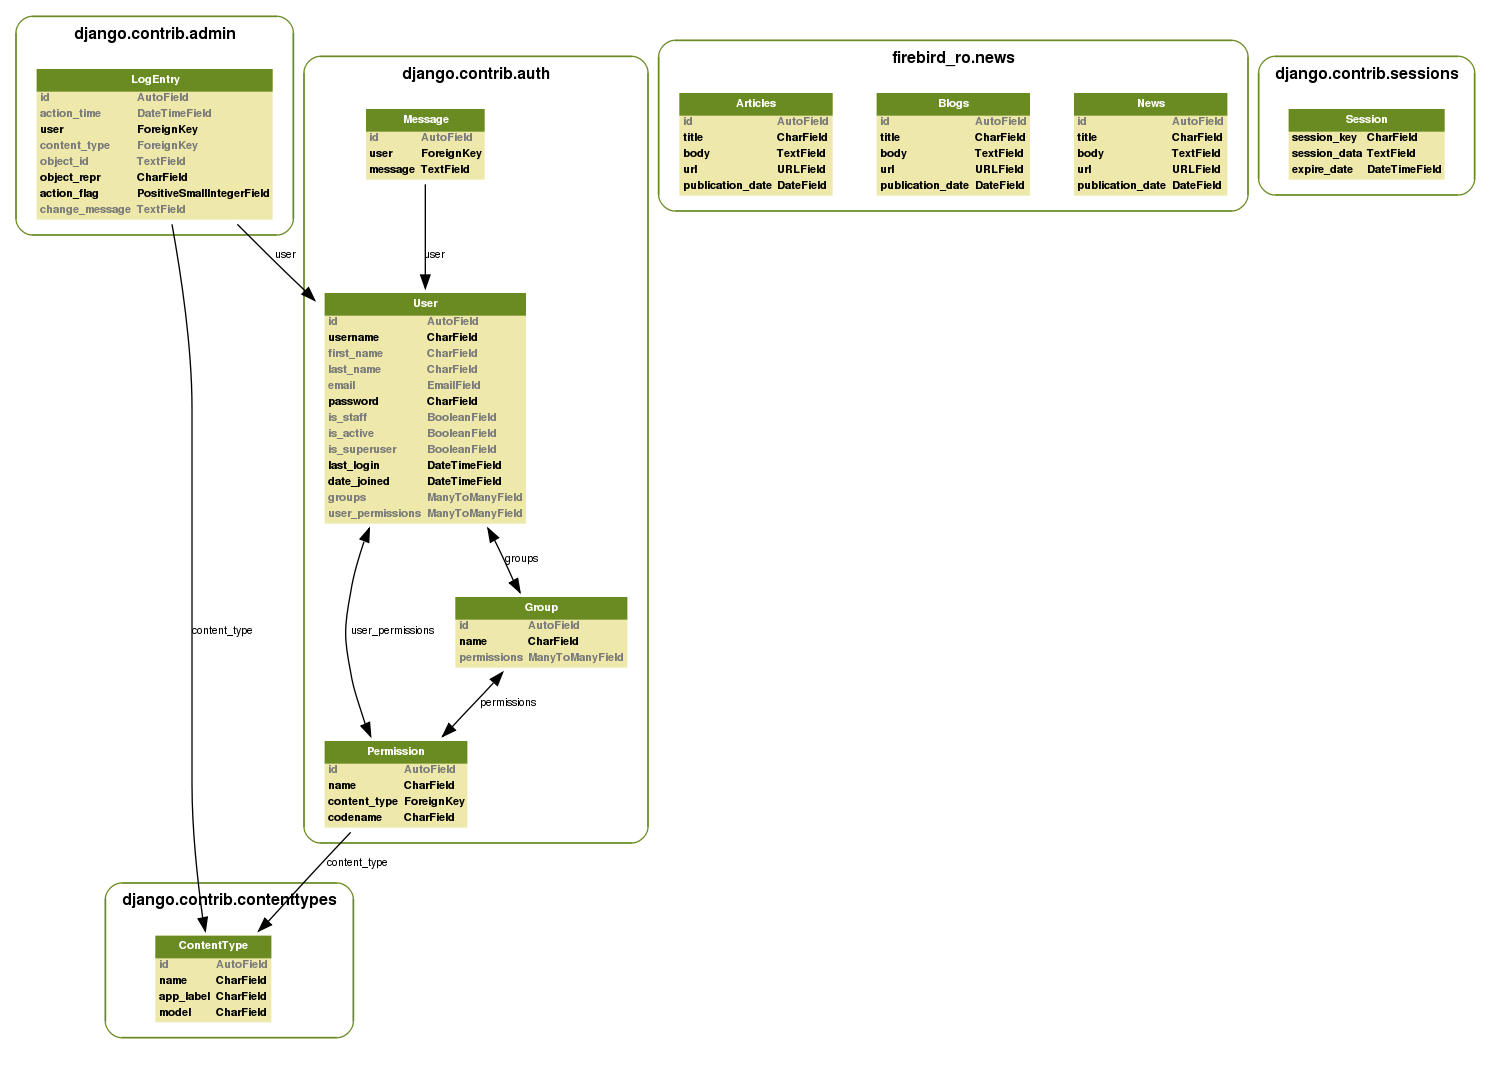 django.contrib.admin
LogEntry
id AutoField
action_time DateTimeField
user ForeignKey
content_type ForeignKey
object_id TextField
object_repr CharField
action_flag PositiveSmallIntegerField
change_message TextField
user
content_type
django.contrib.auth
Message
id AutoField
user ForeignKey
message TextField
user
User
id AutoField
username CharField
first_name CharField
last_name CharField
email EmailField
password CharField
is_staff BooleanField
is_active BooleanField
is_superuser BooleanField
last_login DateTimeField
date_joined DateTimeField
groups ManyToManyField
user_permissions ManyToManyField
groups
user_permissions
Group
id AutoField
name CharField
permissions ManyToManyField
permissions
Permission
id AutoField
name CharField
content_type ForeignKey
codename CharField
content_type
django.contrib.contenttypes
ContentType
id AutoField
name CharField
app_label CharField
model CharField
firebird_ro.news
Articles
id AutoField
title CharField
body TextField
url URLField
publication_date DateField
Blogs
id AutoField
title CharField
body TextField
url URLField
publication_date DateField
News
id AutoField
title CharField
body TextField
url URLField
publication_date DateField
django.contrib.sessions
Session
session_key CharField
session_data TextField
expire_date DateTimeField